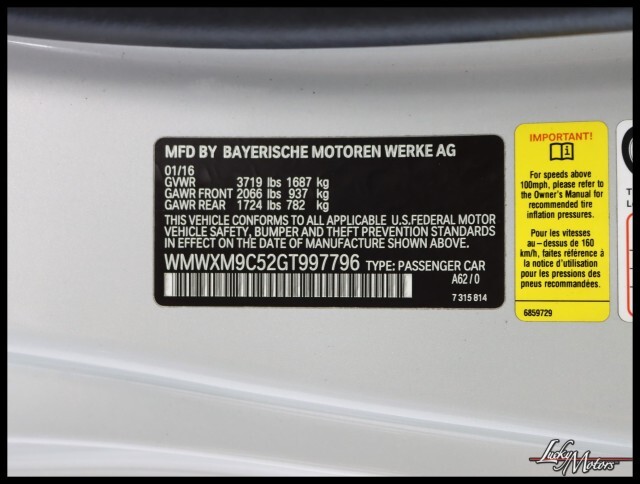 MFD BY BAYERISCHE MOTOREN WERKE AG
01/16
GVWR 3719 lbs 1687 kg
GAWR FRONT 2066 lbs 937 kg
GAWR REAR 1724 lbs 782 kg
THIS VEHICLE CONFORMS TO ALL APPLICABLE U.S.FEDERAL MOTOR
VEHICLE SAFETY, BUMPER AND THEFT PREVENTION STANDARDS
IN EFFECT ON THE DATE OF MANUFACTURE SHOWN ABOVE.
WMWXM9C52GT997796 TYPE: PASSENGER CAR
A62/0
7 315 814
IMPORTANT!
For speeds above
100mph, please refer to
the Owner's Manual for
recommended tire
inflation pressures.
Pour les vitesses
au-dessus de 160
km/h, faites référence à
la notice d'utilisation
pour les pressions des
pneus recommandées.
6859729
Lucky Motors